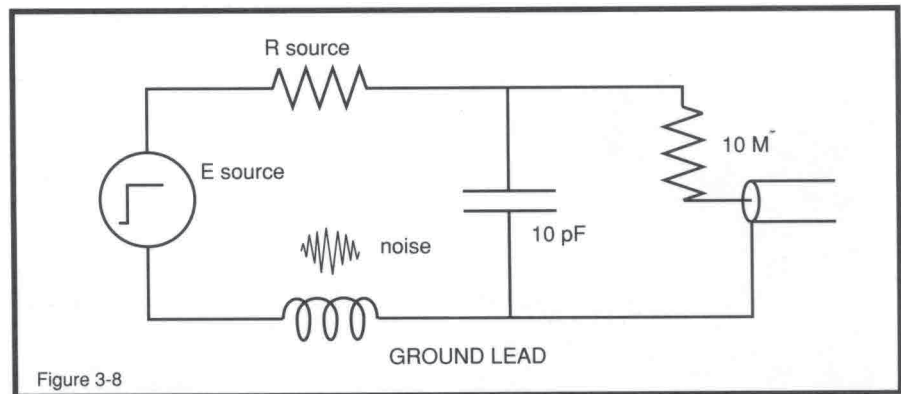 R source
E source
10 M˜
noise
10 pF
GROUND LEAD
Figure 3-8